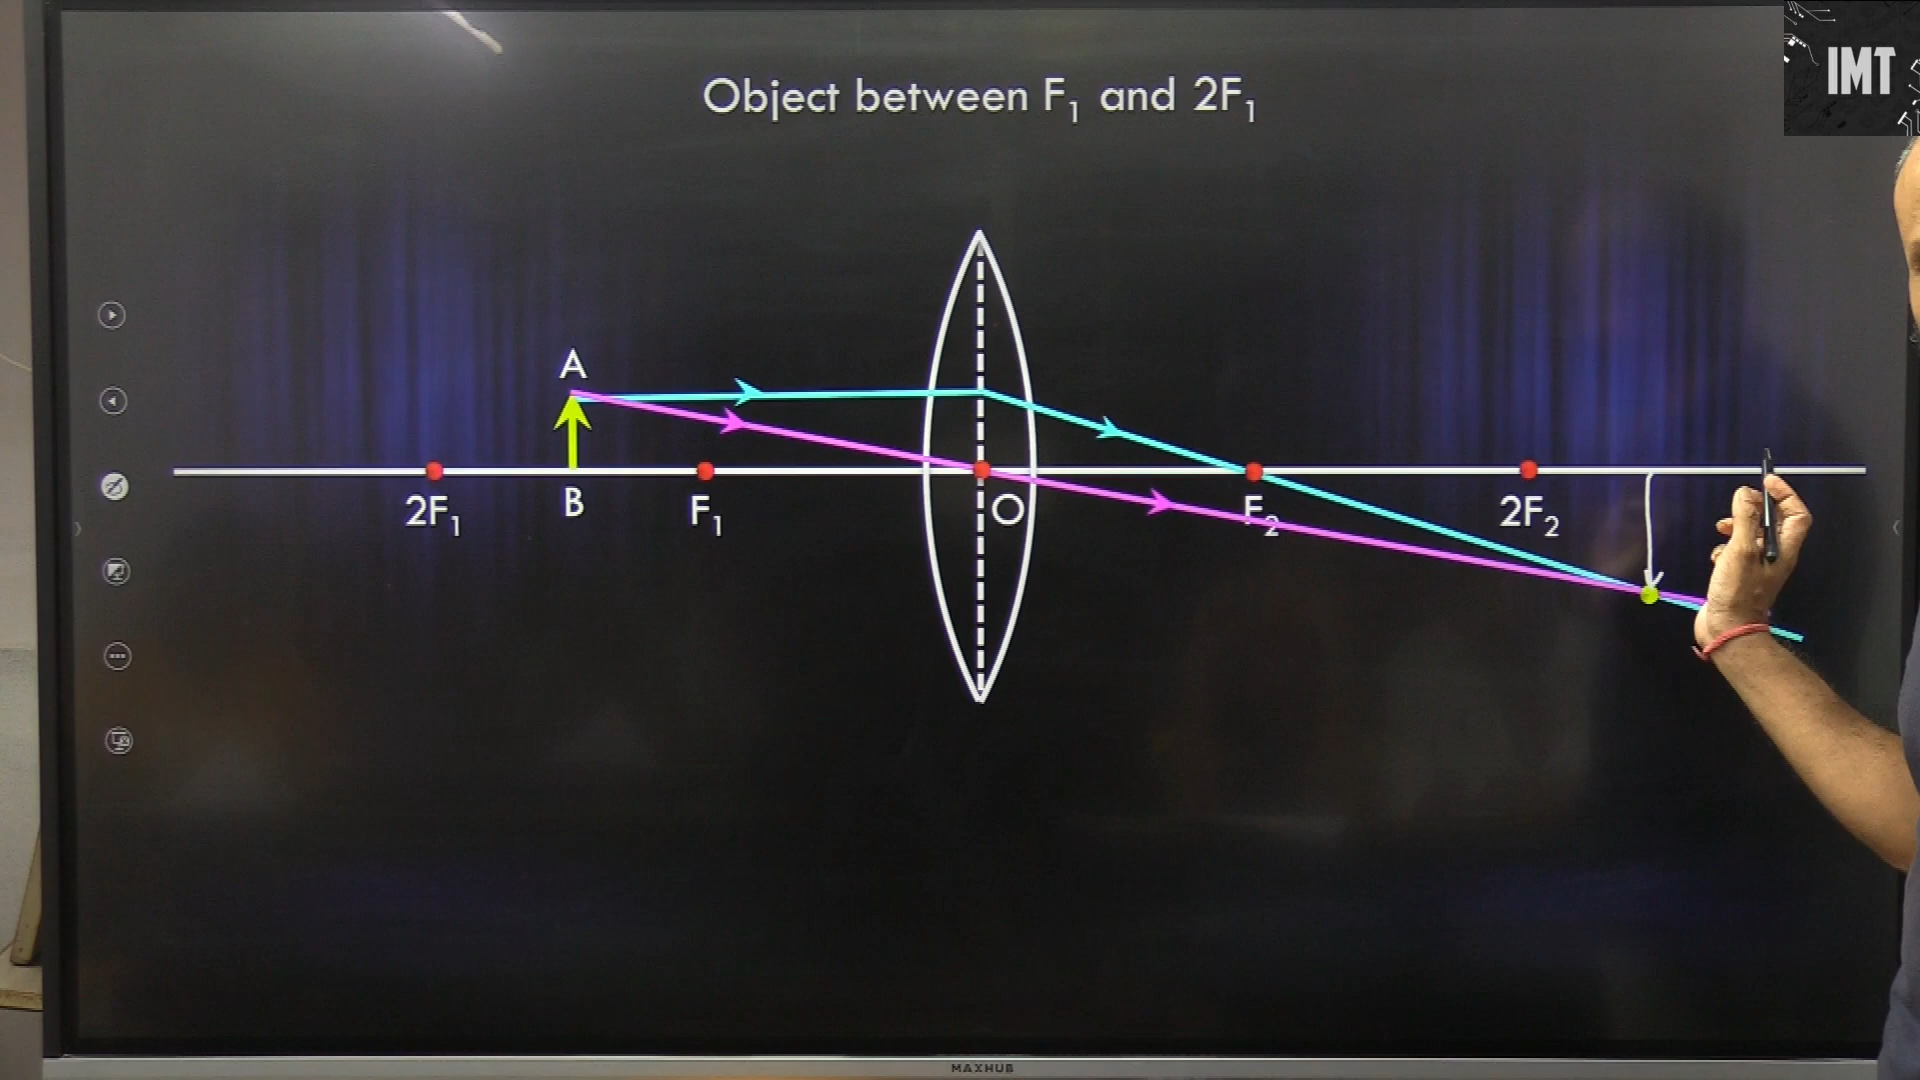 IMT
Object between F₁ and 2F₁
A
2F₁
B
F₁
O
F₂
2F₂
MAXHUB